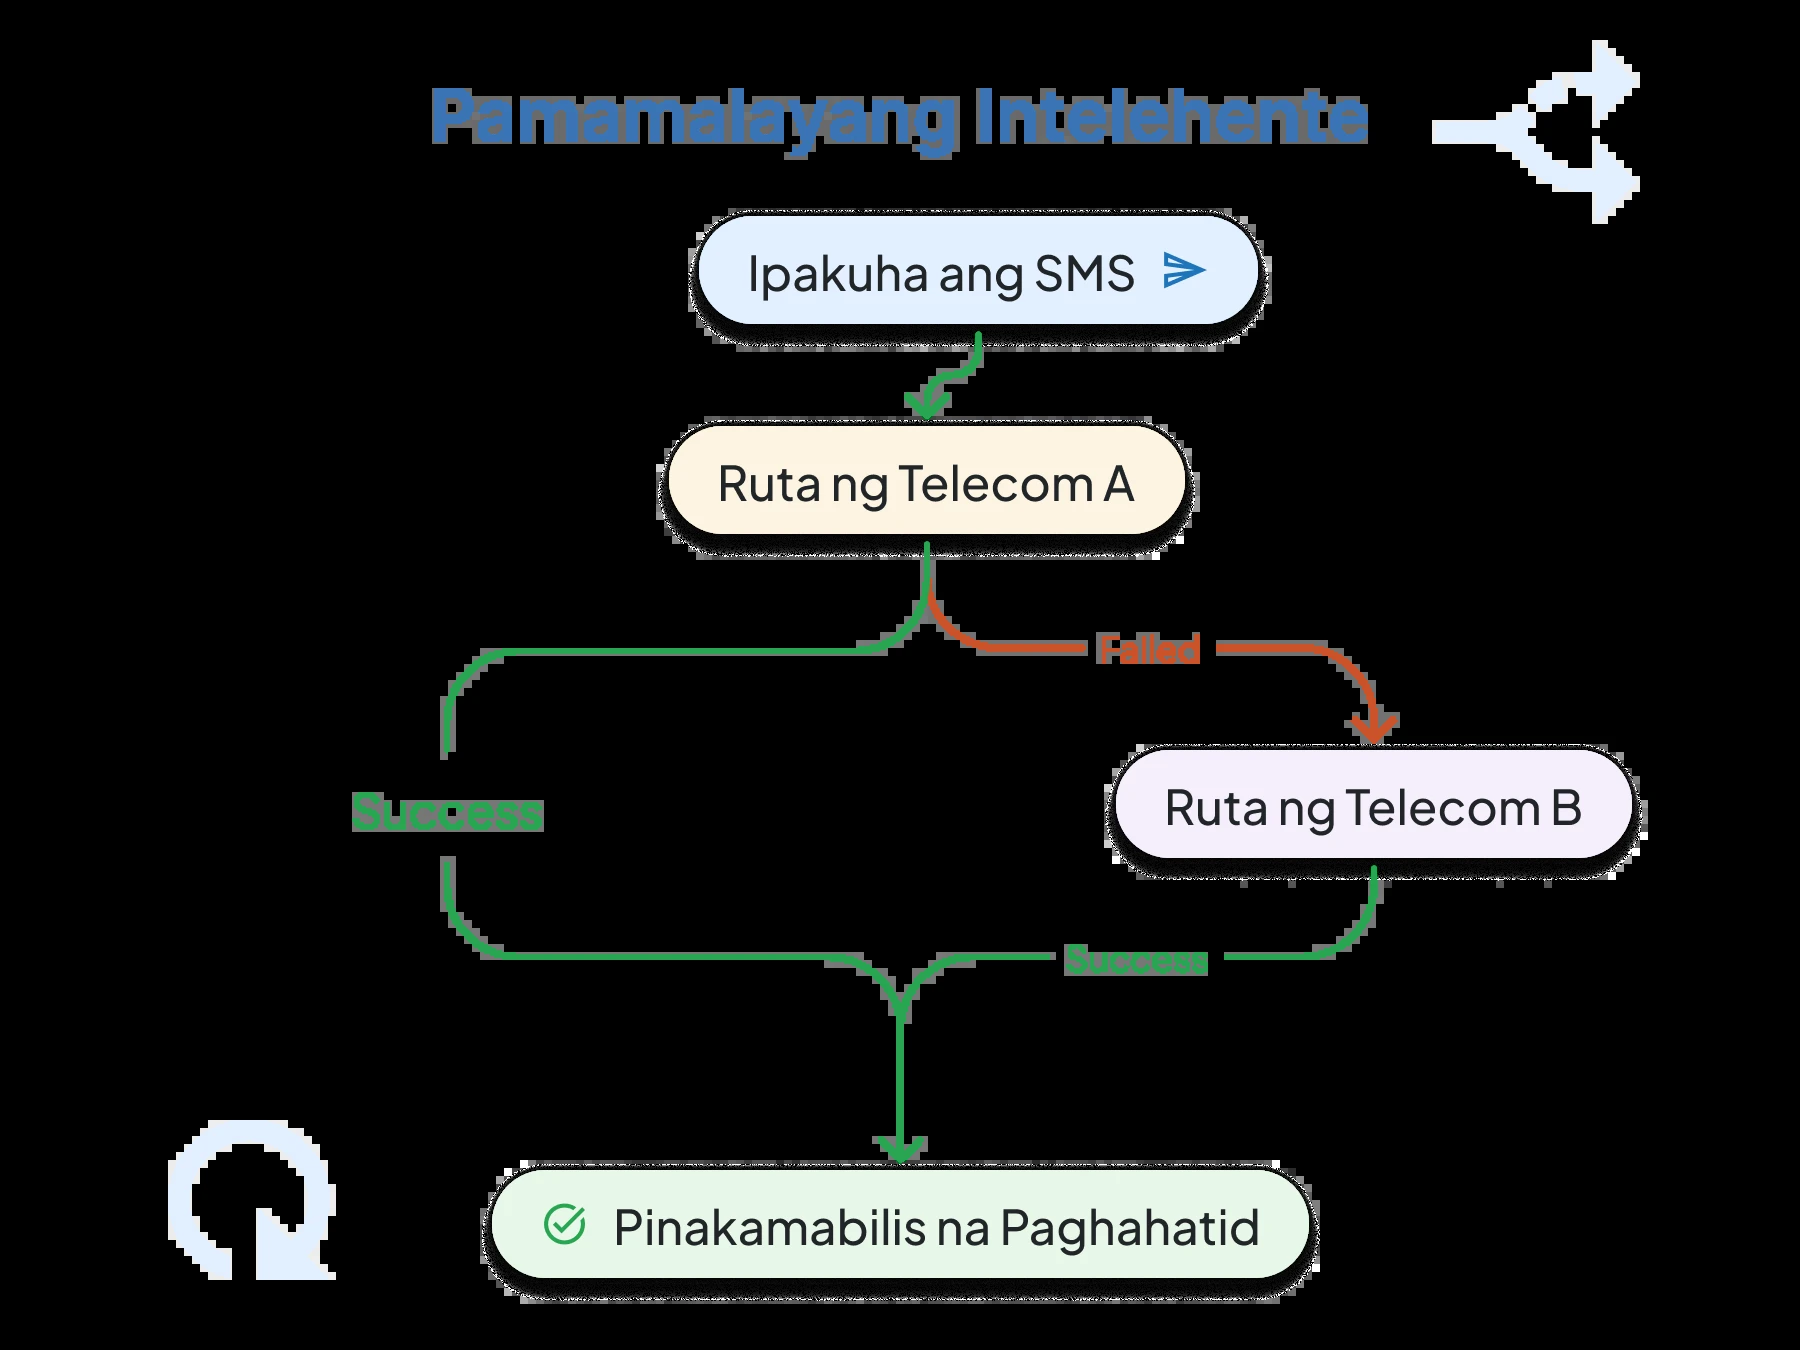 Pamamalayang Intelehente
Ipakuha ang SMS
Ruta ng Telecom A
Failed
Success
Ruta ng Telecom B
Success
Pinakamabilis na Paghahatid